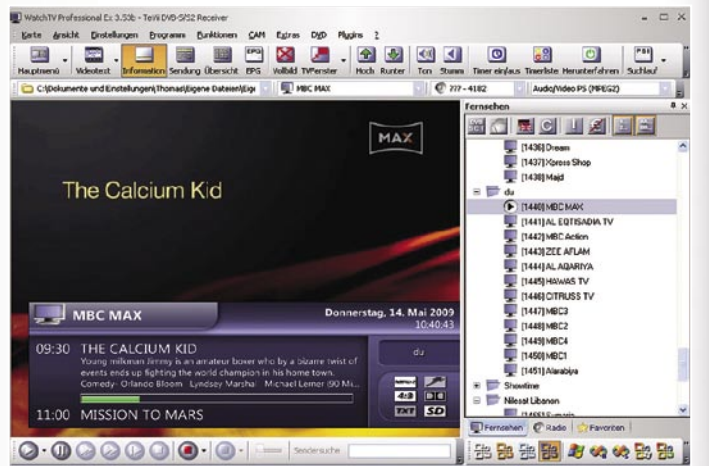 WatchTV Professional Ex 3.53b - TeVii DVB-S/S2 Receiver
Karte Ansicht Einstellungen Programm Funktionen CAM Extras DVD Plugins ?
EPG
Hauptmenü Videotext Information Sendung Übersicht EPG Vollbild TVFenster Hoch Runter Ton Stumm Timer ein/aus Timerliste Herunterfahren Suchlauf
C:\Dokumente und Einstellungen\Thomas\Eigene Dateien\Eige MBC MAX ??? - 4182 Audio/Video PS (MPEG2)
MAX
The Calcium Kid
MBC MAX
Donnerstag, 14. Mai 2009
10:40:43
09:30 THE CALCIUM KID
Young milkman Jimmy is an amateur boxer who by a bizarre twist of
events ends up fighting the world champion in his home town.
Comedy- Orlando Bloom Lyndsey Marshal Michael Lerner (90 Mi...
11:00 MISSION TO MARS
du
4:3
TXT SD
Sendersuche
Fernsehen
[1436] Dream
[1437] Xpress Shop
[1438] Majd
du
[1440] MBC MAX
[1441] AL EQTISADIA TV
[1442] MBC Action
[1443] ZEE AFLAM
[1444] AL AQARIYA
[1445] HAWAS TV
[1446] CITRUSS TV
[1447] MBC3
[1448] MBC2
[1449] MBC4
[1450] MBC1
[1451] Alarabiya
Showtime
Nilesat Libanon
Fernsehen Radio Favoriten